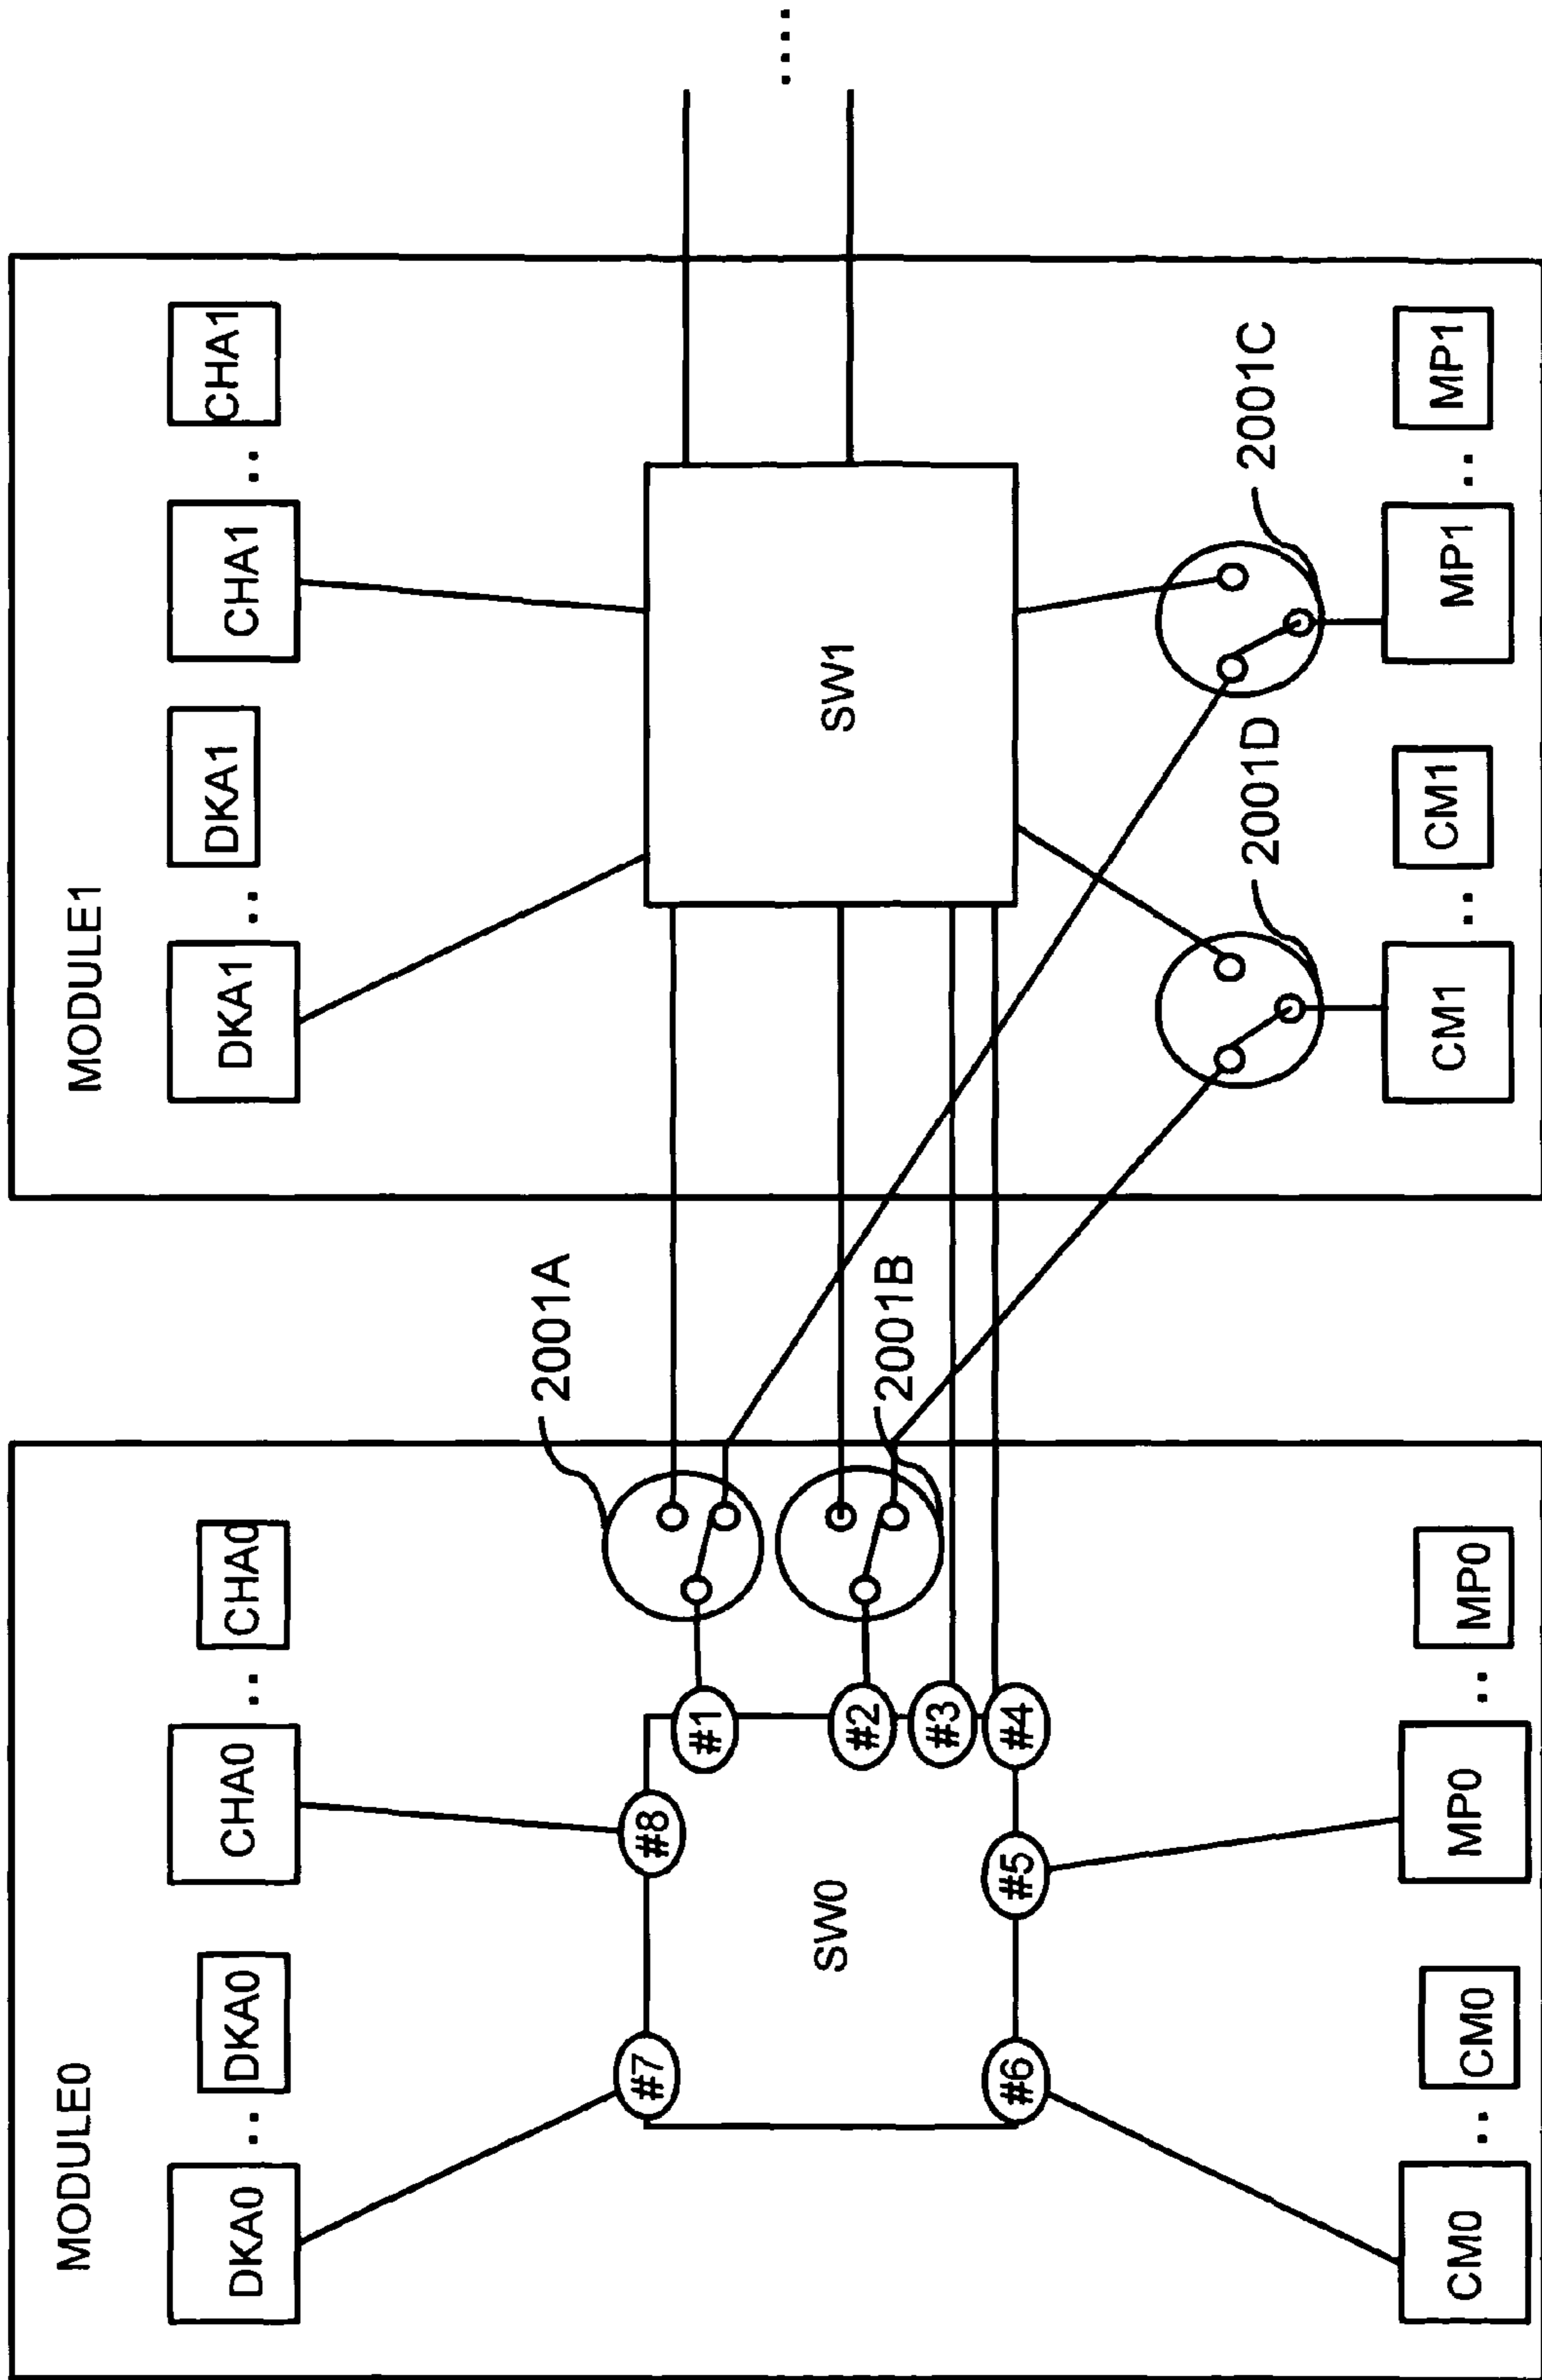 MODULE0
DKA0
..
DKA0
CHA0
..
CHA0
#7
#8
#1
#2
#3
#4
#5
#6
SW0
2001A
2001B
CM0
..
CM0
MP0
..
MP0
MODULE1
DKA1
..
DKA1
CHA1
..
CHA1
SW1
2001D
2001C
CM1
..
CM1
MP1
..
MP1
....